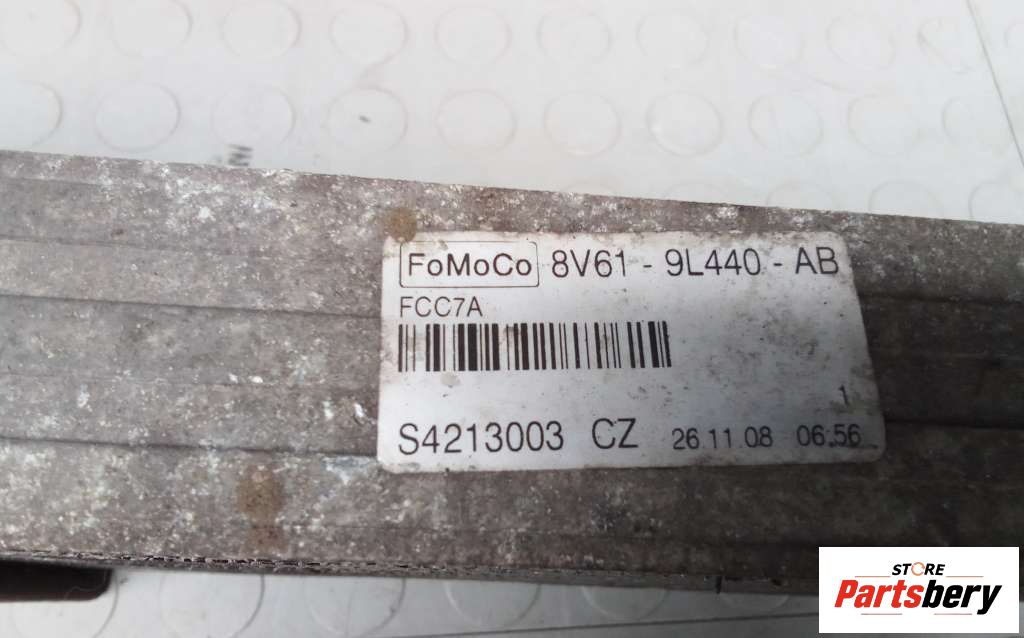 FoMoCo 8V61 - 9L440 - AB
FCC7A
1
S4213003 CZ 26.11.08 06:56
STORE
Partsbery